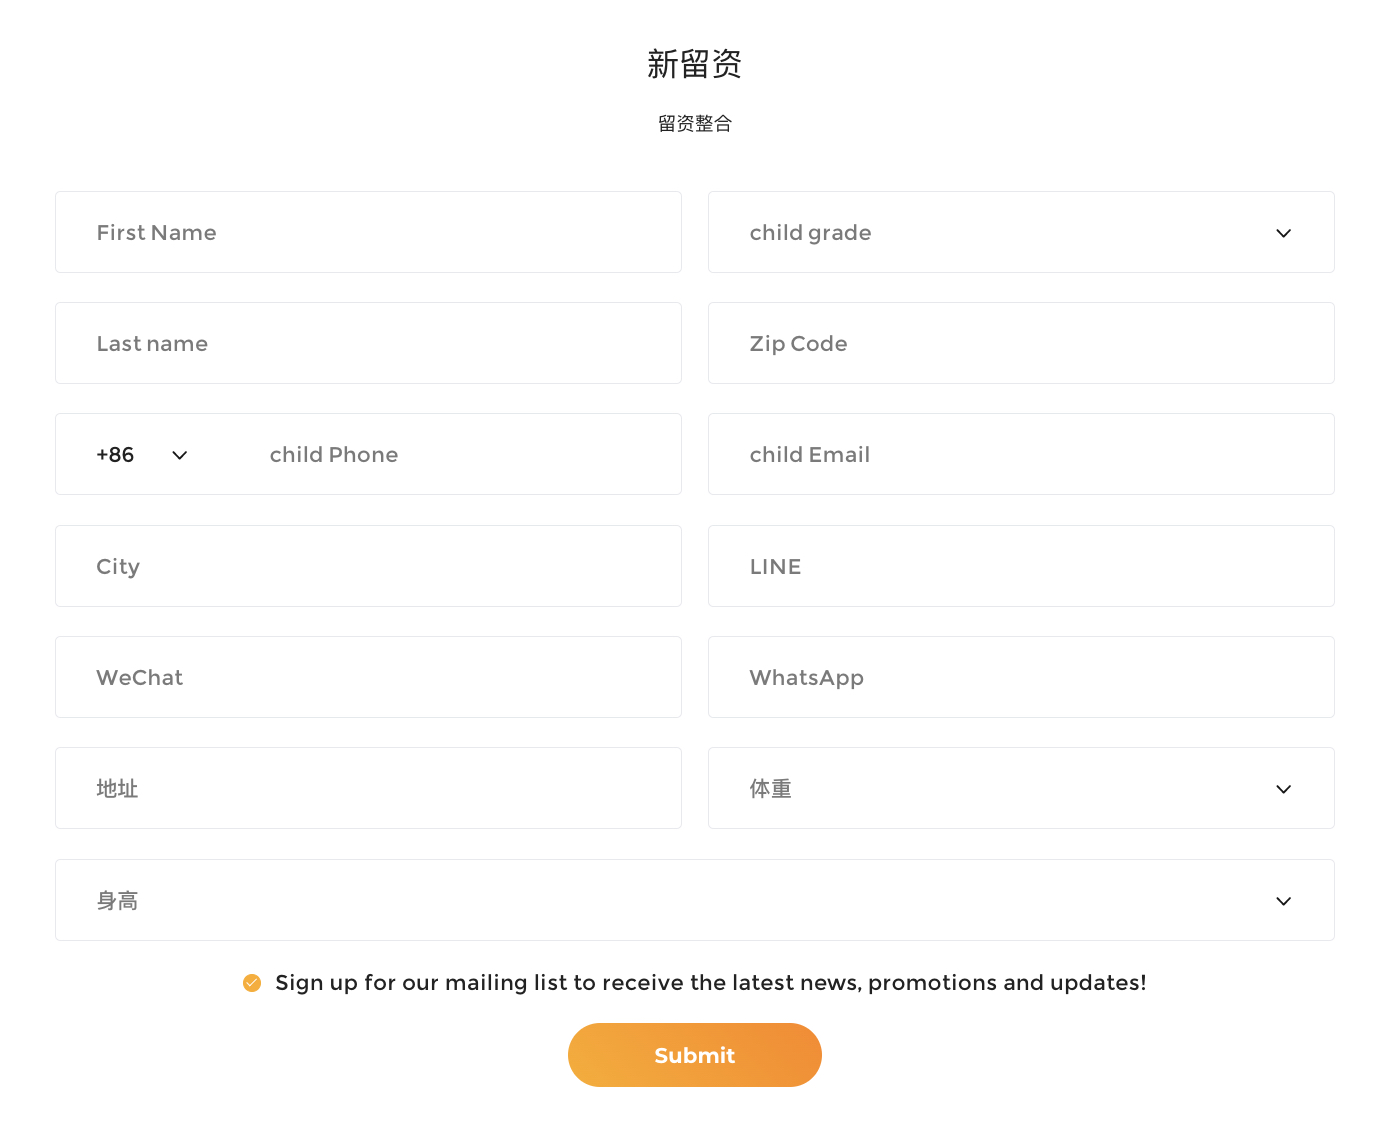 新留资
留资整合
First Name
child grade
Last name
Zip Code
+86
child Phone
child Email
City
LINE
WeChat
WhatsApp
地址
体重
身高
Sign up for our mailing list to receive the latest news, promotions and updates!
Submit